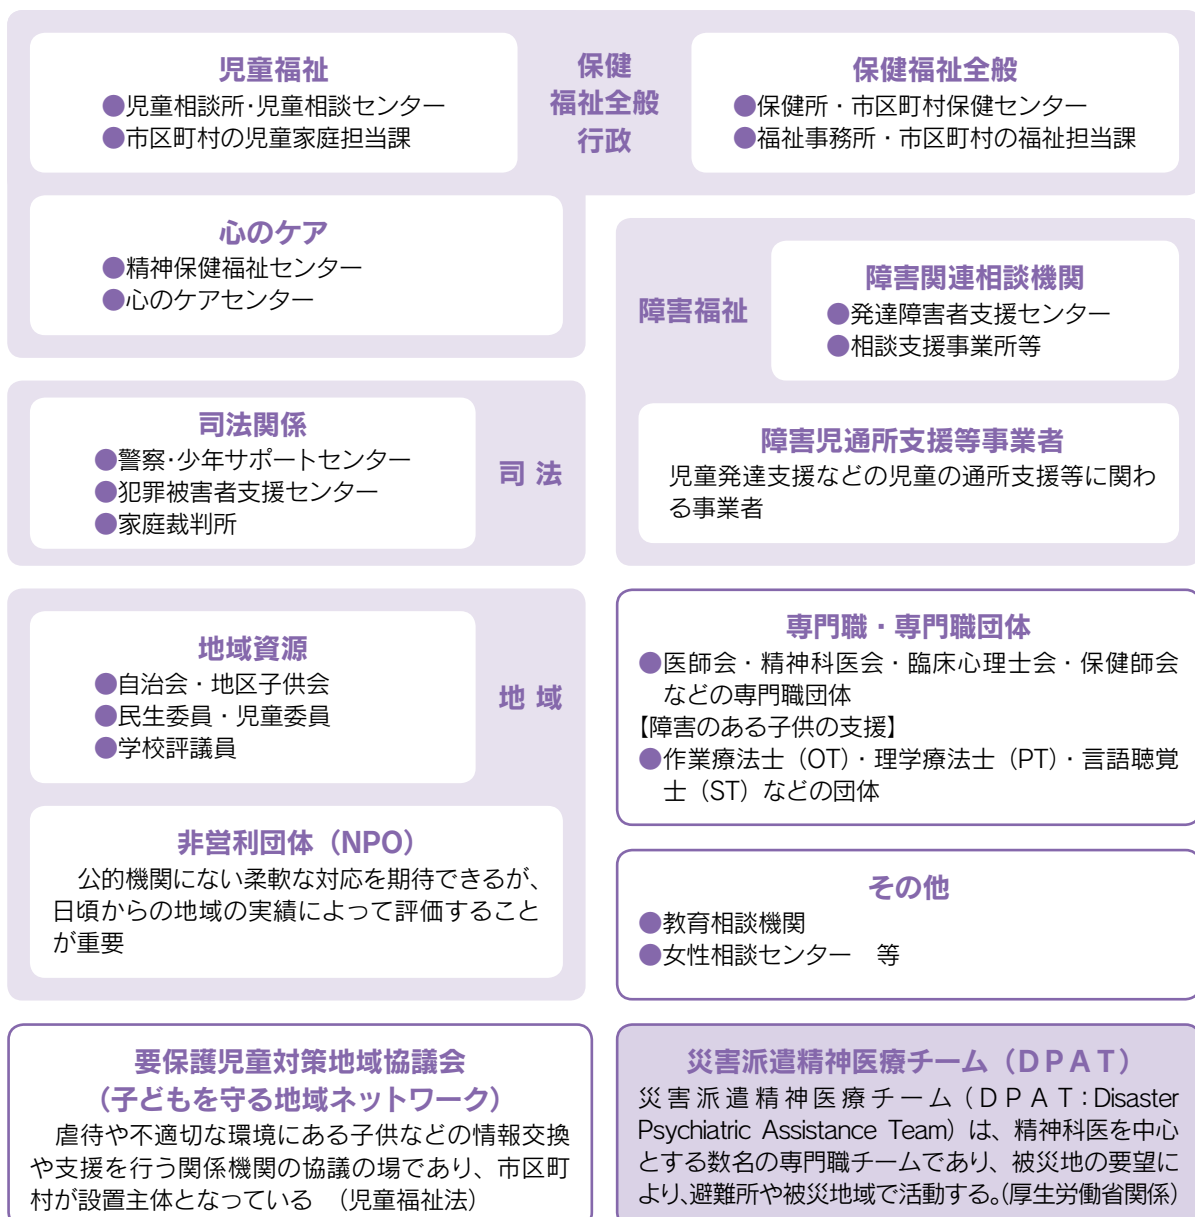 児童福祉
●児童相談所・児童相談センター
●市区町村の児童家庭担当課
保健
福祉全般
行政
保健福祉全般
●保健所・市区町村保健センター
●福祉事務所・市区町村の福祉担当課
心のケア
●精神保健福祉センター
●心のケアセンター
障害福祉
障害関連相談機関
●発達障害者支援センター
●相談支援事業所等
障害児通所支援等事業者
児童発達支援などの児童の通所支援等に関わ
る事業者
司法関係
●警察・少年サポートセンター
●犯罪被害者支援センター
●家庭裁判所
司 法
地域資源
●自治会・地区子供会
●民生委員・児童委員
●学校評議員
地 域
非営利団体（NPO）
　公的機関にない柔軟な対応を期待できるが、
日頃からの地域の実績によって評価すること
が重要
専門職・専門職団体
●医師会・精神科医会・臨床心理士会・保健師会
などの専門職団体
【障害のある子供の支援】
●作業療法士（OT）・理学療法士（PT）・言語聴覚
士（ST）などの団体
その他
●教育相談機関
●女性相談センター　等
要保護児童対策地域協議会
（子どもを守る地域ネットワーク）
　虐待や不適切な環境にある子供などの情報交換
や支援を行う関係機関の協議の場であり、市区町
村が設置主体となっている　（児童福祉法）
災害派遣精神医療チーム（ＤＰＡＴ）
災害派遣精神医療チーム（ＤＰＡＴ：Disaster
Psychiatric Assistance Team）は、精神科医を中心
とする数名の専門職チームであり、被災地の要望に
より、避難所や被災地域で活動する。（厚生労働省関係）